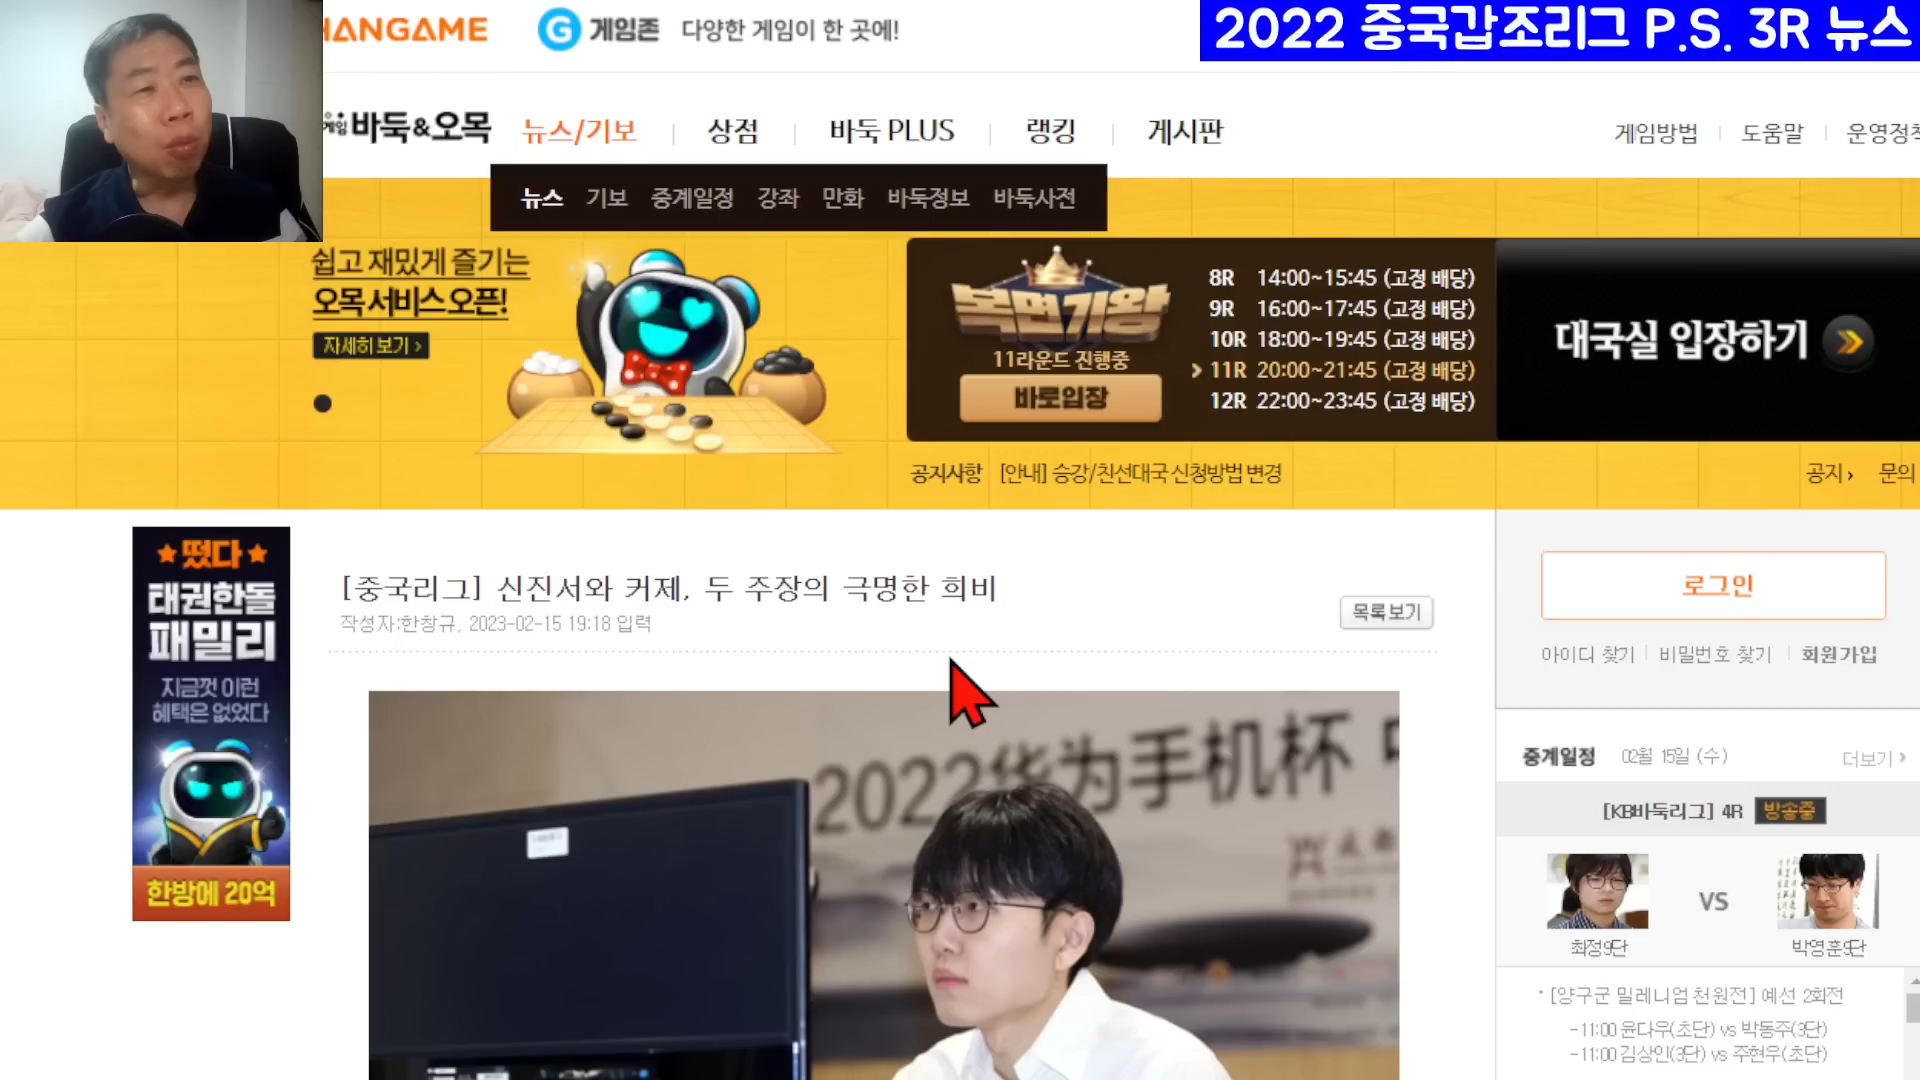 HANGAME
G 게임존 다양한 게임이 한 곳에!
2022 중국갑조리그 P.S. 3R 뉴스
게임 바둑&오목
뉴스/기보 상점 바둑 PLUS 랭킹 게시판
게임방법 도움말 운영정책
뉴스 기보 중계일정 강좌 만화 바둑정보 바둑사전
쉽고 재밌게 즐기는
오목 서비스 오픈!
자세히 보기 ›
복면기왕
11라운드 진행중
바로입장
8R 14:00~15:45 (고정 배당)
9R 16:00~17:45 (고정 배당)
10R 18:00~19:45 (고정 배당)
11R 20:00~21:45 (고정 배당)
12R 22:00~23:45 (고정 배당)
대국실 입장하기
공지사항 [안내] 승강/친선대국 신청방법 변경
공지 › 문의
★떴다★
태권한돌
패밀리
지금껏 이런
혜택은 없었다
한방에 20억
[중국리그] 신진서와 커제, 두 주장의 극명한 희비
작성자:한창규, 2023-02-15 19:18 입력
목록보기
2022华为手机杯 中
로그인
아이디 찾기 비밀번호 찾기 회원가입
중계일정 02월 15일 (수) 더보기 ›
[KB바둑리그] 4R 방송중
VS
최정9단 박영훈9단
· [양구군 밀레니엄 천원전] 예선 2회전
- 11:00 윤다우(초단) vs 박동주(3단)
- 11:00 김상인(3단) vs 주현우(초단)